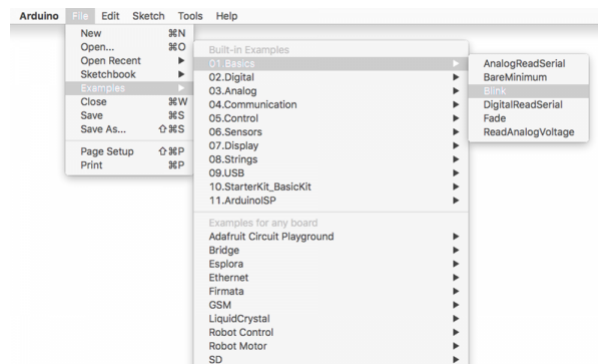 Arduino File Edit Sketch Tools Help
New ⌘N
Open... ⌘O
Open Recent ▶
Sketchbook ▶
Examples ▶
Close ⌘W
Save ⌘S
Save As... ⇧⌘S
Page Setup ⇧⌘P
Print ⌘P
Built-in Examples
01.Basics ▶
02.Digital ▶
03.Analog ▶
04.Communication ▶
05.Control ▶
06.Sensors ▶
07.Display ▶
08.Strings ▶
09.USB ▶
10.StarterKit_BasicKit ▶
11.ArduinoISP ▶
Examples for any board
Adafruit Circuit Playground ▶
Bridge ▶
Esplora ▶
Ethernet ▶
Firmata ▶
GSM ▶
LiquidCrystal ▶
Robot Control ▶
Robot Motor ▶
SD ▶
AnalogReadSerial
BareMinimum
Blink
DigitalReadSerial
Fade
ReadAnalogVoltage